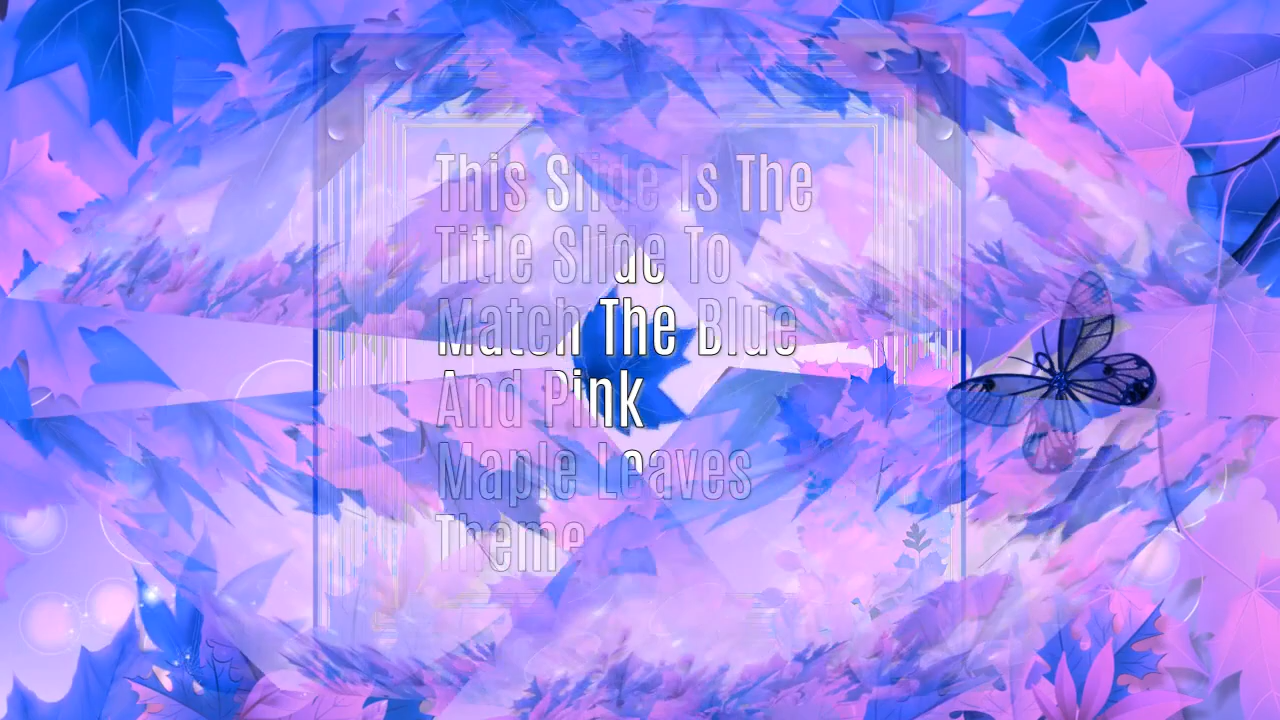 This Slide Is The
Title Slide To
Match The Blue
And Pink
Maple Leaves
Theme